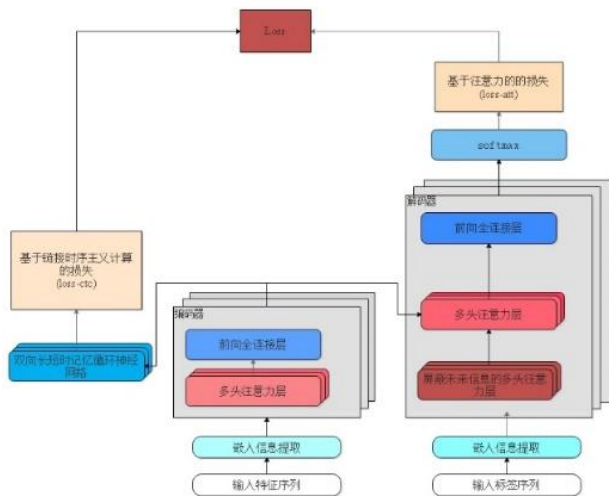 Loss
基于注意力的的损失
(loss-att)
softmax
解码器
前向全连接层
基于链接时序主义计算
的损失
(loss-ctc)
多头注意力层
编码器
前向全连接层
双向长短时记忆循环神经
网络
多头注意力层
屏蔽未来信息的多头注意
力层
嵌入信息提取
嵌入信息提取
输入特征序列
输入标签序列